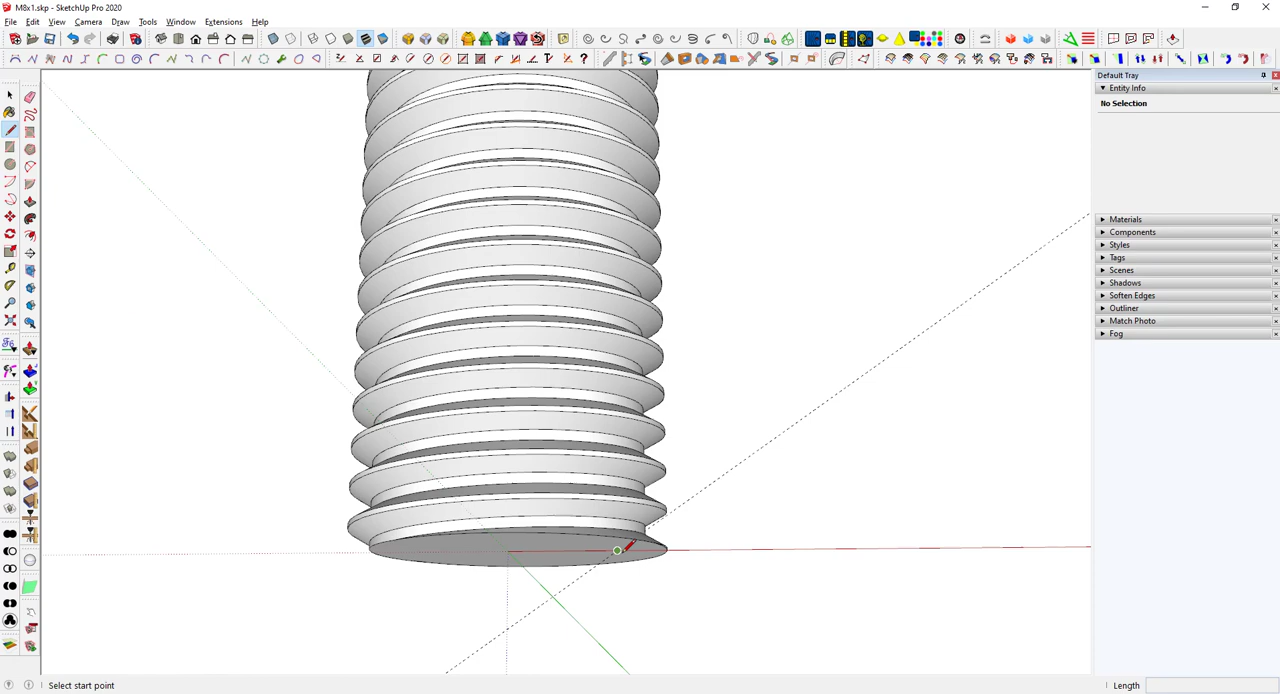 M8x1.skp - SketchUp Pro 2020
File Edit View Camera Draw Tools Window Extensions Help
Default Tray
Entity Info
No Selection
Materials
Components
Styles
Tags
Scenes
Shadows
Soften Edges
Outliner
Match Photo
Fog
Select start point
Length